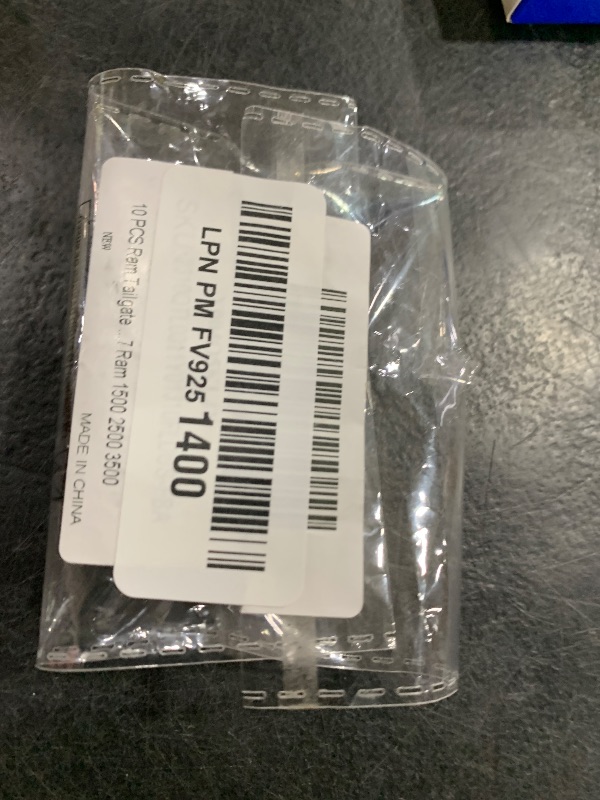 LPN PM FV925 1400
10 PCS Ram Tailgate ... 7 Ram 1500 2500 3500
NEW
MADE IN CHINA